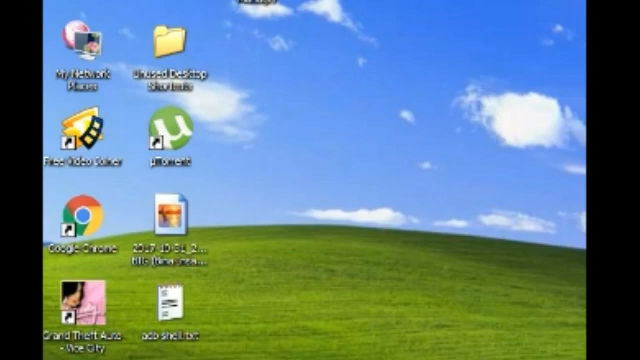 My Network
Places
Unused Desktop
Shortcuts
Free Video Joiner
µTorrent
Google Chrome
Grand Theft Auto
- Vice City
adb shell.txt